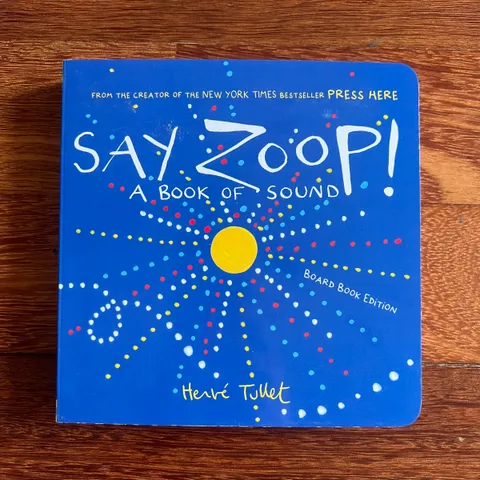 FROM THE CREATOR OF THE NEW YORK TIMES BESTSELLER PRESS HERE
SAY ZOOP!
A BOOK OF SOUND
BOARD BOOK EDITION
Hervé Tullet